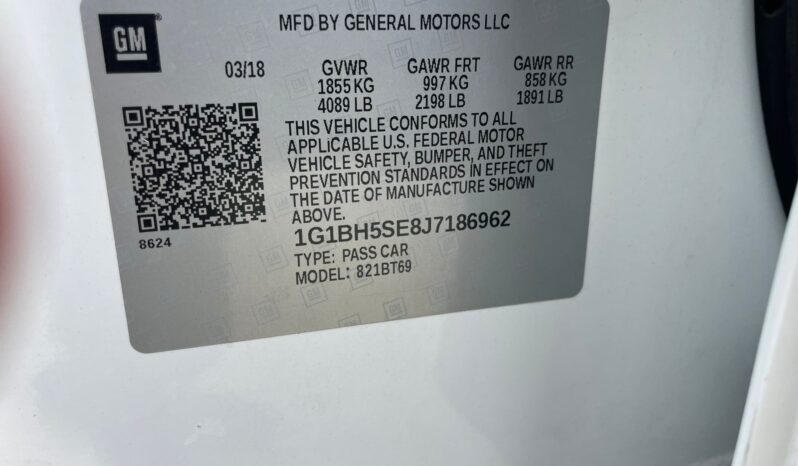 GM
MFD BY GENERAL MOTORS LLC
03/18
GVWR GAWR FRT GAWR RR
1855 KG 997 KG 858 KG
4089 LB 2198 LB 1891 LB
THIS VEHICLE CONFORMS TO ALL
APPLICABLE U.S. FEDERAL MOTOR
VEHICLE SAFETY, BUMPER, AND THEFT
PREVENTION STANDARDS IN EFFECT ON
THE DATE OF MANUFACTURE SHOWN
ABOVE.
8624
1G1BH5SE8J7186962
TYPE: PASS CAR
MODEL: 821BT69